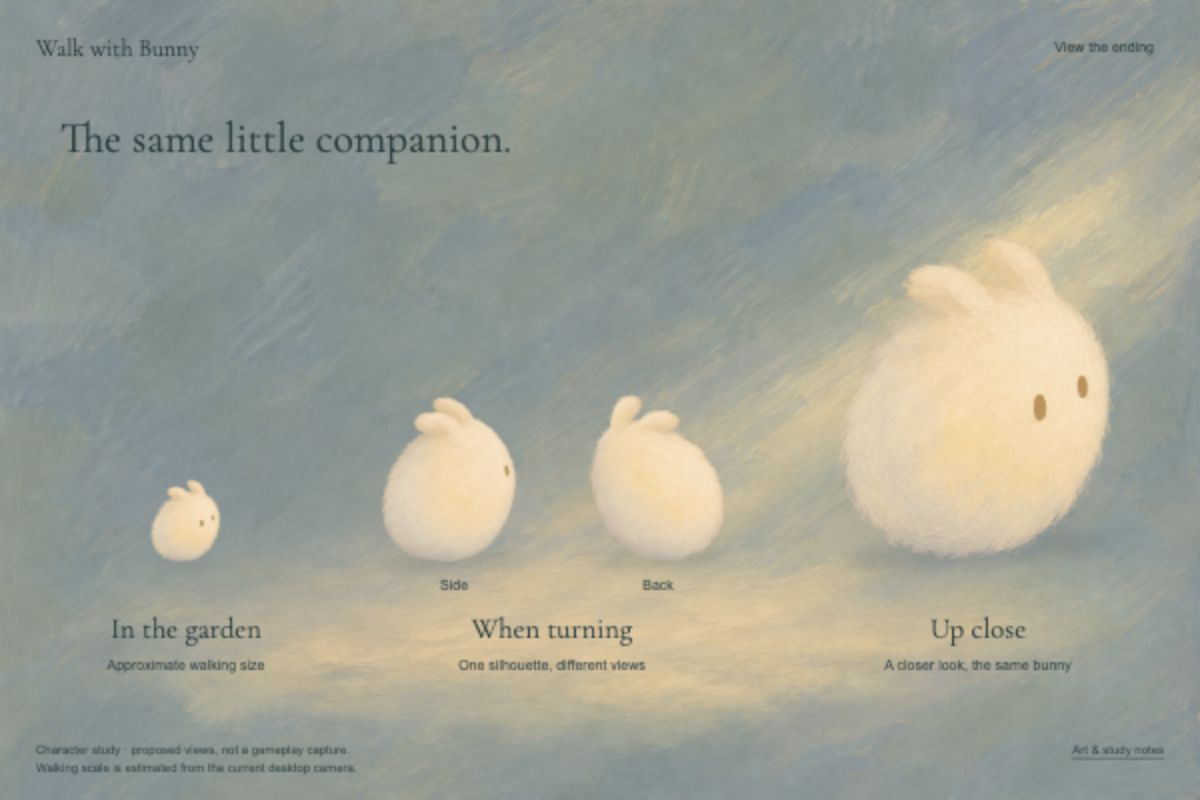 Walk with Bunny
View the ending
The same little companion.
Side
Back
In the garden
When turning
Up close
Approximate walking size
One silhouette, different views
A closer look, the same bunny
Character study · proposed views, not a gameplay capture.
Walking scale is estimated from the current desktop camera.
Art & study notes